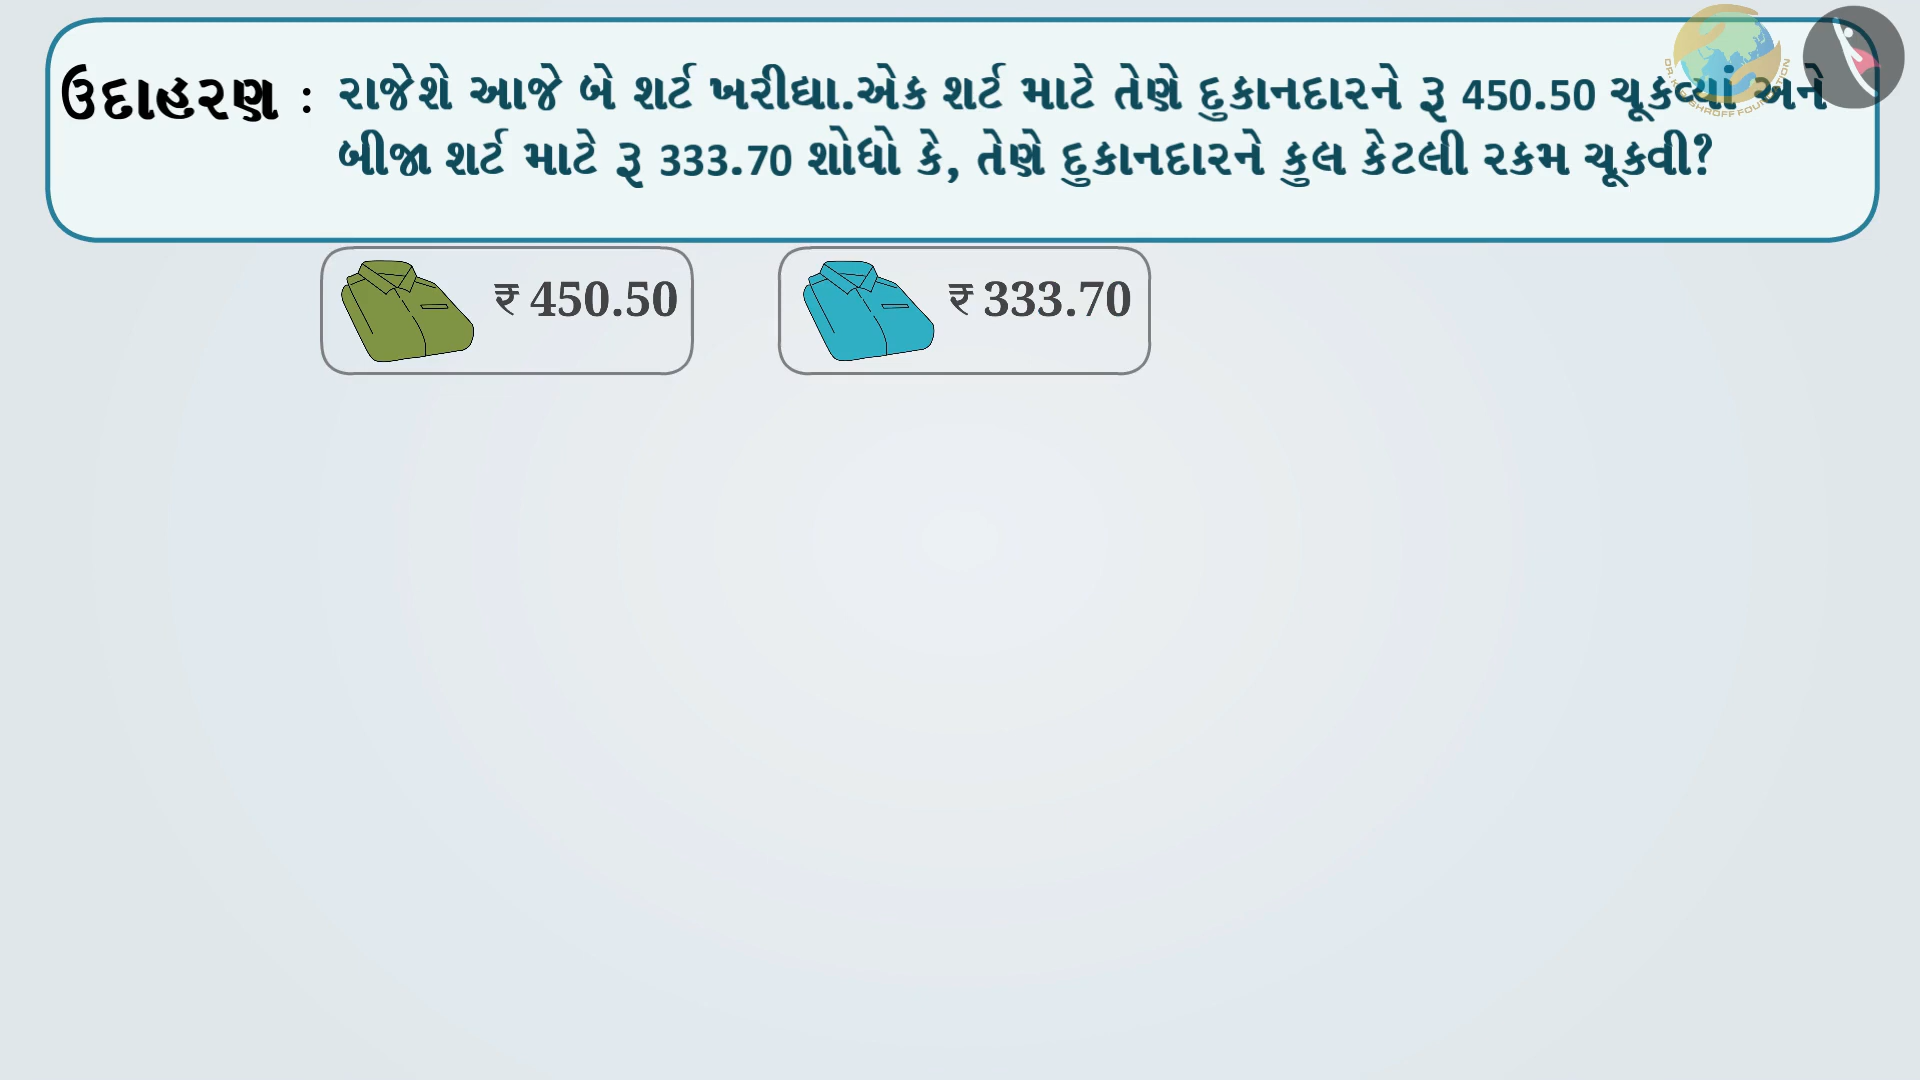 ઉદાહરણ : રાજેશે આજે બે શર્ટ ખરીદ્યા.એક શર્ટ માટે તેણે દુકાનદારને રૂ 450.50 ચૂકવ્યાં અને
બીજા શર્ટ માટે રૂ 333.70 શોધો કે, તેણે દુકાનદારને કુલ કેટલી રકમ ચૂકવી?
₹ 450.50
₹ 333.70